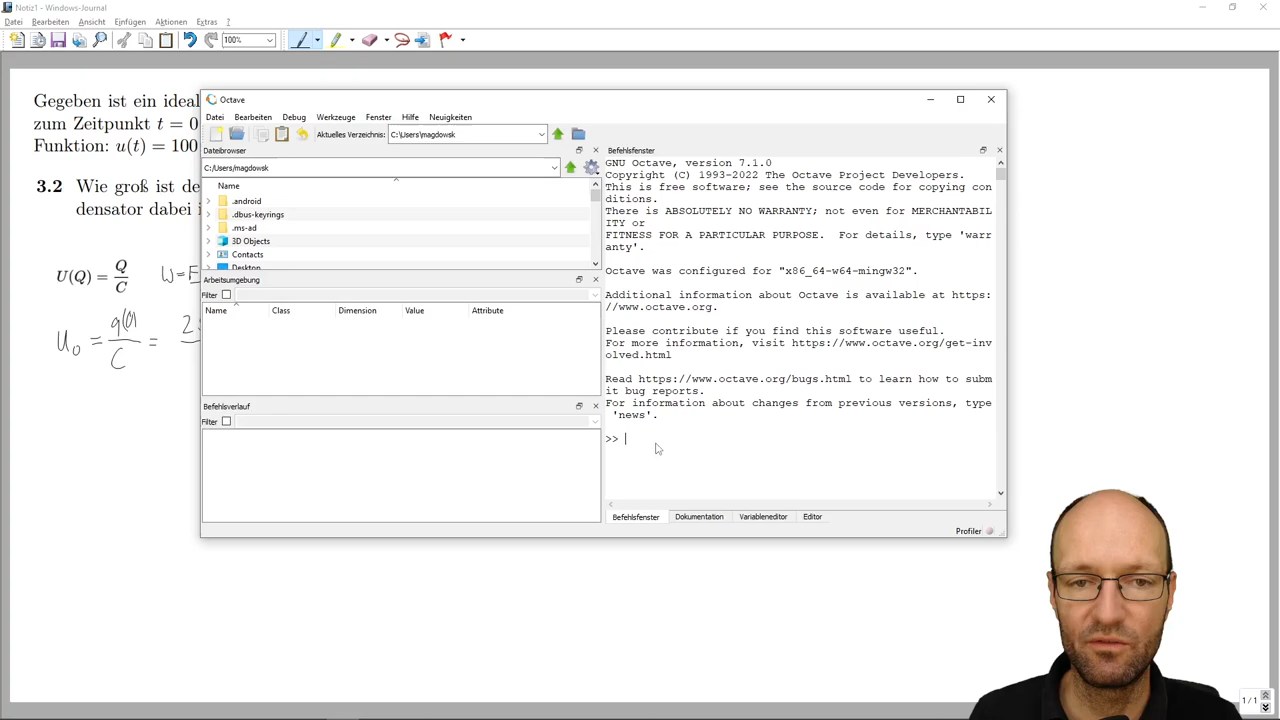 Notiz1 - Windows-Journal
Datei Bearbeiten Ansicht Einfügen Aktionen Extras ?
100%
Gegeben ist ein ideal
zum Zeitpunkt t = 0
Funktion: u(t) = 100
3.2 Wie groß ist de
densator dabei i
U(Q) = Q/C W=E
U₀ = q(0)/C = 2
Octave
Datei Bearbeiten Debug Werkzeuge Fenster Hilfe Neuigkeiten
Aktuelles Verzeichnis: C:\Users\magdowsk
Dateibrowser
C:/Users/magdowsk
Name
.android
.dbus-keyrings
.ms-ad
3D Objects
Contacts
Desktop
Arbeitsumgebung
Filter
Name Class Dimension Value Attribute
Befehlsverlauf
Filter
Befehlsfenster
GNU Octave, version 7.1.0
Copyright (C) 1993-2022 The Octave Project Developers.
This is free software; see the source code for copying con
ditions.
There is ABSOLUTELY NO WARRANTY; not even for MERCHANTABIL
ITY or
FITNESS FOR A PARTICULAR PURPOSE.  For details, type 'warr
anty'.
Octave was configured for "x86_64-w64-mingw32".
Additional information about Octave is available at https:
//www.octave.org.
Please contribute if you find this software useful.
For more information, visit https://www.octave.org/get-inv
olved.html
Read https://www.octave.org/bugs.html to learn how to subm
it bug reports.
For information about changes from previous versions, type
'news'.
>>
Befehlsfenster Dokumentation Variableneditor Editor
Profiler
1/1